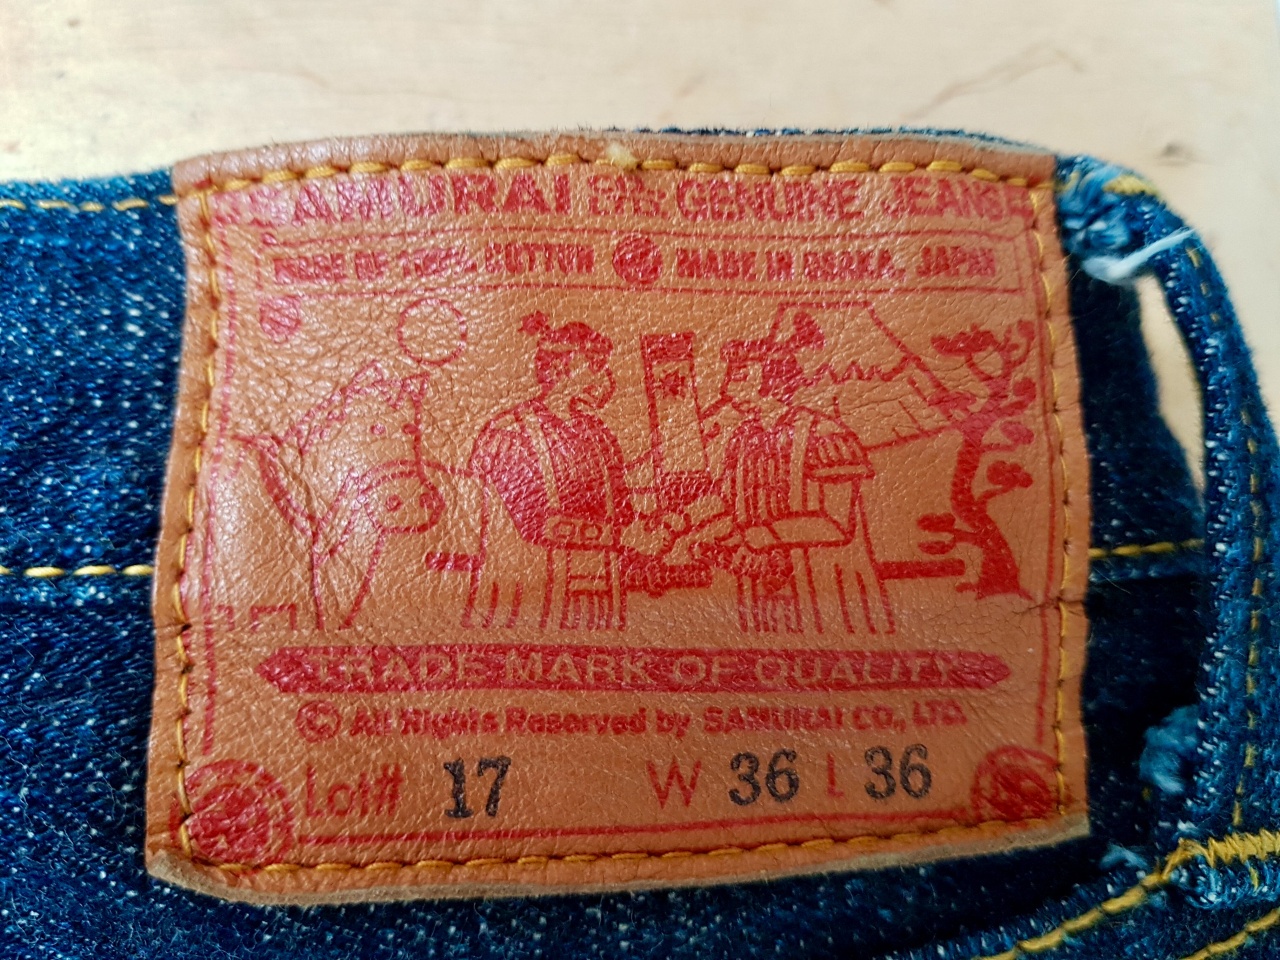 SAMURAI GENUINE JEANS
MADE OF 100% COTTON MADE IN OSAKA, JAPAN
TRADE MARK OF QUALITY
© All Rights Reserved by SAMURAI CO., LTD.
Lot# 17 W 36 L 36